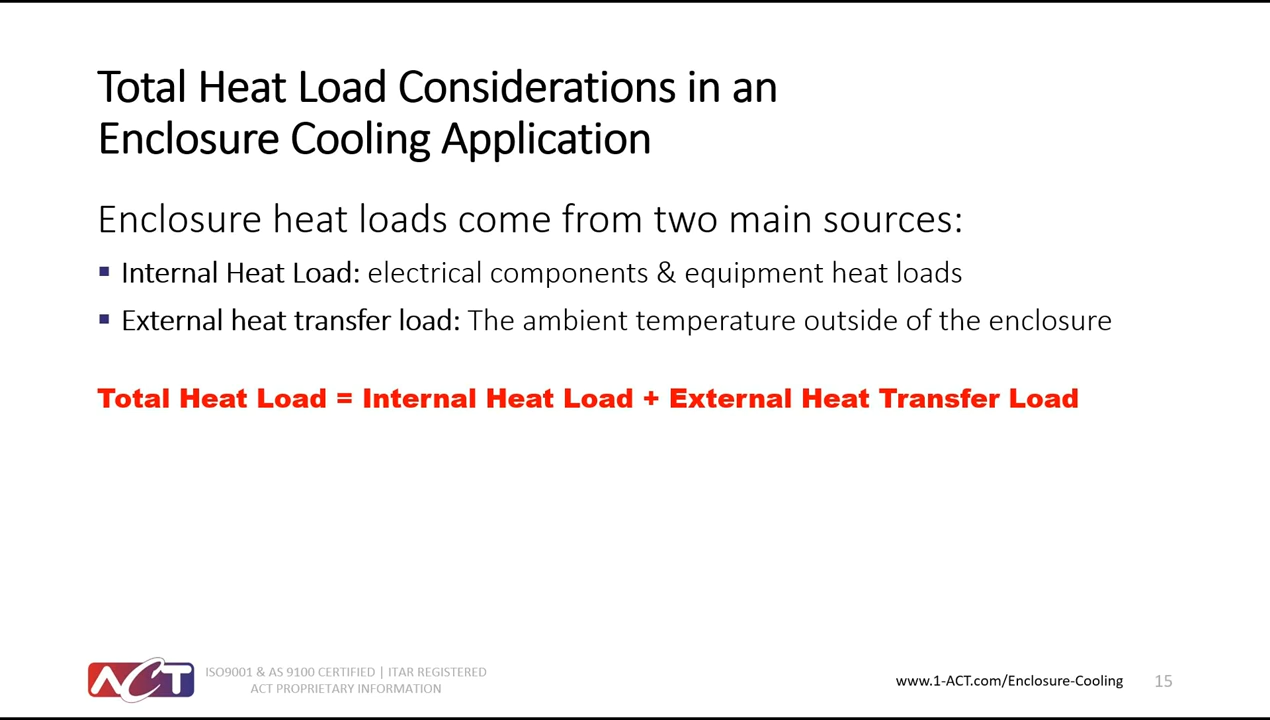 Total Heat Load Considerations in an
Enclosure Cooling Application
Enclosure heat loads come from two main sources:
▪ Internal Heat Load: electrical components & equipment heat loads
▪ External heat transfer load: The ambient temperature outside of the enclosure
Total Heat Load = Internal Heat Load + External Heat Transfer Load
ACT
ISO9001 & AS 9100 CERTIFIED | ITAR REGISTERED
ACT PROPRIETARY INFORMATION
www.1-ACT.com/Enclosure-Cooling
15